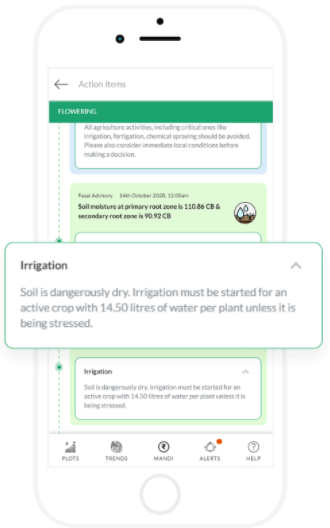 Action Items
FLOWERING
All agriculture activities, including critical ones like
irrigation, fertigation, chemical spraying should be avoided.
Please also consider immediate local conditions before
making a decision.
Fasal Advisory 14th October 2020, 12:00am
Soil moisture at primary root zone is 110.86 CB &
secondary root zone is 90.92 CB
Irrigation
Soil is dangerously dry. Irrigation must be started for an
active crop with 14.50 litres of water per plant unless it is
being stressed.
Irrigation
Soil is dangerously dry. Irrigation must be started for an
active crop with 14.50 litres of water per plant unless it is
being stressed.
PLOTS TRENDS MANDI ALERTS HELP